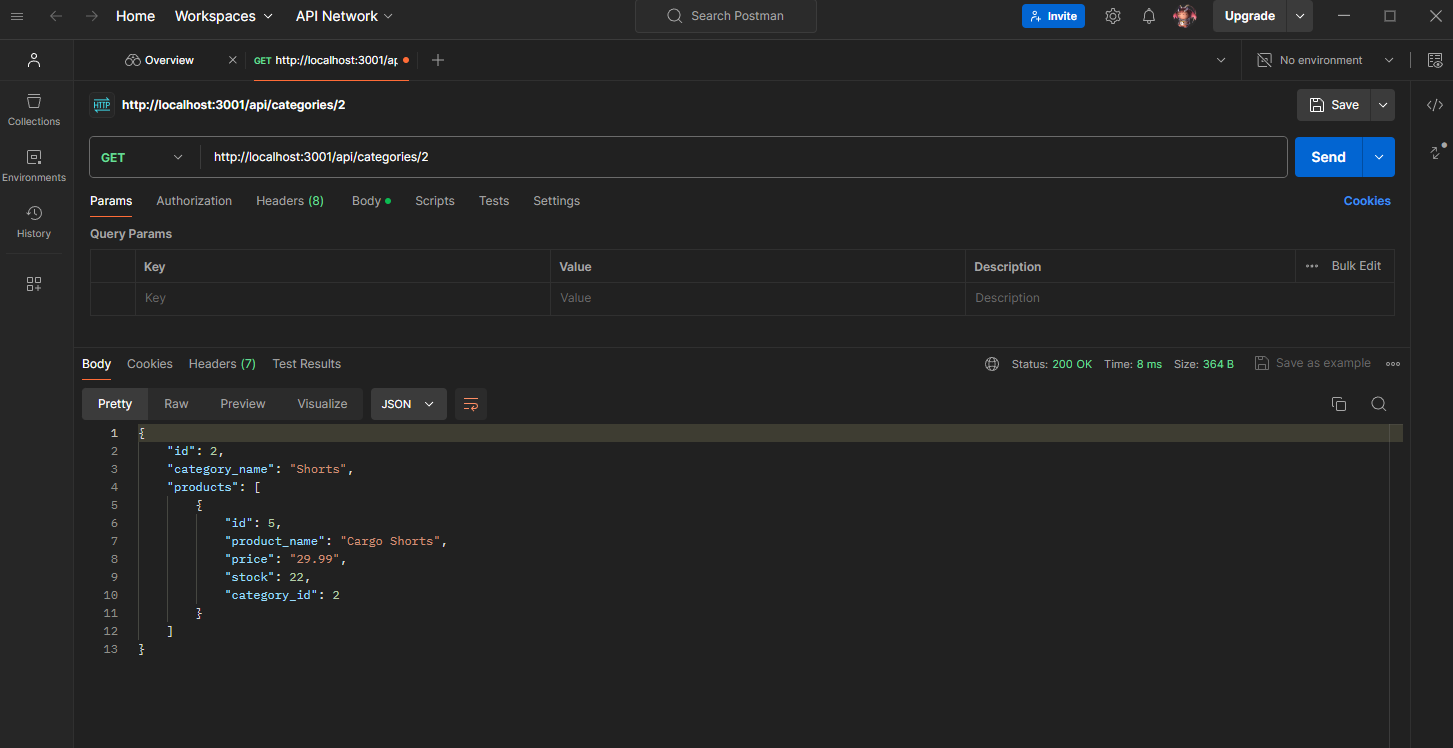 Home Workspaces API Network Search Postman Invite Upgrade
Overview GET http://localhost:3001/ap No environment
HTTP http://localhost:3001/api/categories/2 Save
GET http://localhost:3001/api/categories/2 Send
Collections
Environments
History
Params Authorization Headers (8) Body Scripts Tests Settings Cookies
Query Params
Key Value Description Bulk Edit
Key Value Description
Body Cookies Headers (7) Test Results Status: 200 OK Time: 8 ms Size: 364 B Save as example
Pretty Raw Preview Visualize JSON
1 {
2 "id": 2,
3 "category_name": "Shorts",
4 "products": [
5 {
6 "id": 5,
7 "product_name": "Cargo Shorts",
8 "price": "29.99",
9 "stock": 22,
10 "category_id": 2
11 }
12 ]
13 }